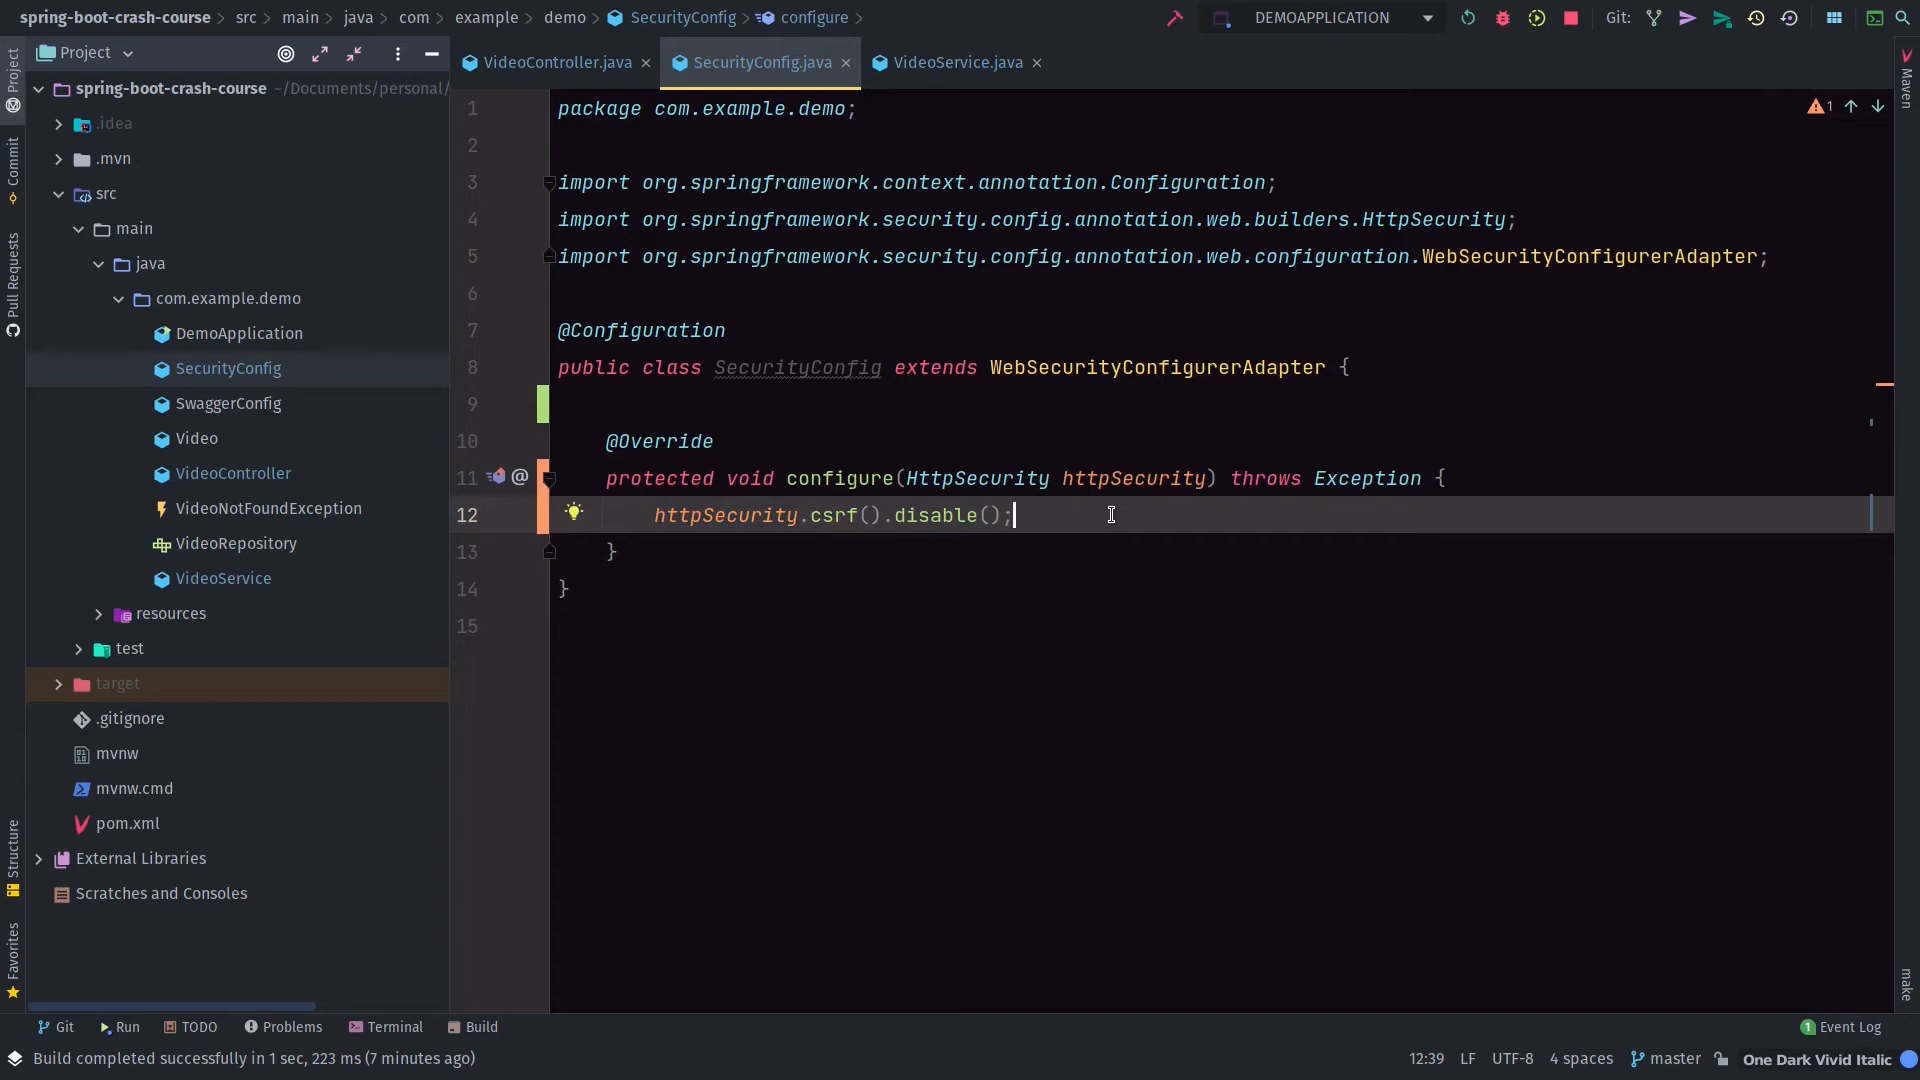 spring-boot-crash-course > src > main > java > com > example > demo > SecurityConfig > configure >
DEMOAPPLICATION
Git:
Project
Commit
Pull Requests
Structure
Favorites
Project
spring-boot-crash-course ~/Documents/personal/
.idea
.mvn
src
main
java
com.example.demo
DemoApplication
SecurityConfig
SwaggerConfig
Video
VideoController
VideoNotFoundException
VideoRepository
VideoService
resources
test
target
.gitignore
mvnw
mvnw.cmd
pom.xml
External Libraries
Scratches and Consoles
VideoController.java
SecurityConfig.java
VideoService.java
1 package com.example.demo;
2
3 import org.springframework.context.annotation.Configuration;
4 import org.springframework.security.config.annotation.web.builders.HttpSecurity;
5 import org.springframework.security.config.annotation.web.configuration.WebSecurityConfigurerAdapter;
6
7 @Configuration
8 public class SecurityConfig extends WebSecurityConfigurerAdapter {
9
10 @Override
11 @ protected void configure(HttpSecurity httpSecurity) throws Exception {
12 httpSecurity.csrf().disable();
13 }
14 }
15
1
Maven
make
Git
Run
TODO
Problems
Terminal
Build
1 Event Log
Build completed successfully in 1 sec, 223 ms (7 minutes ago)
12:39 LF UTF-8 4 spaces master One Dark Vivid Italic